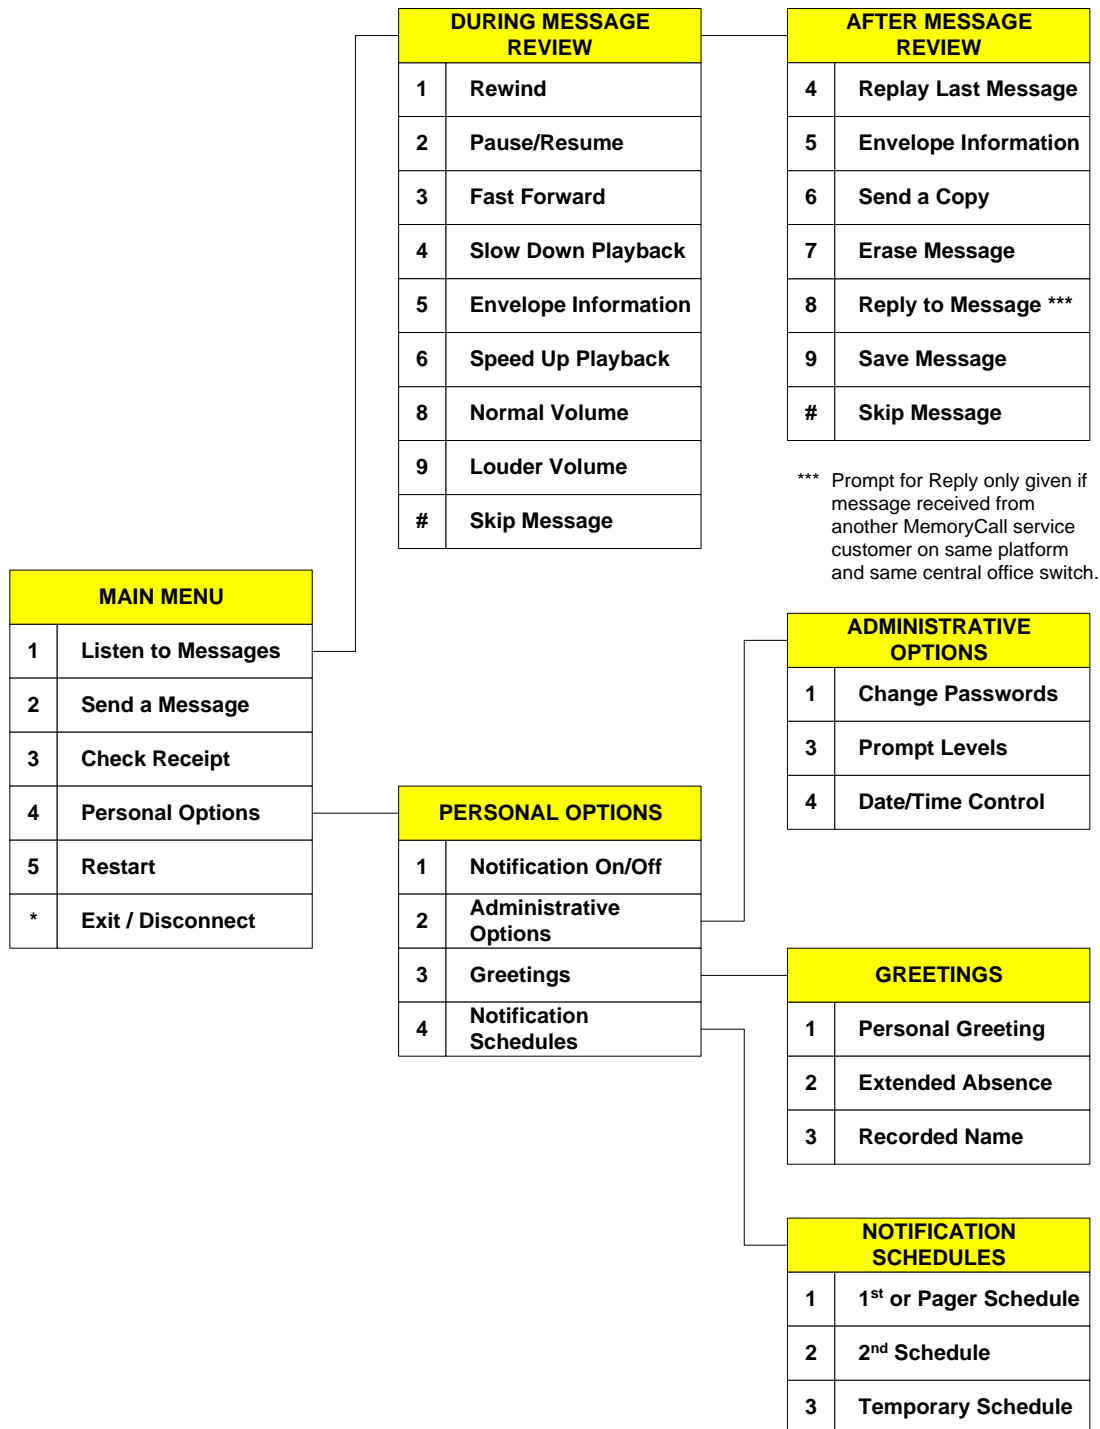 DURING MESSAGE
REVIEW
1 Rewind
2 Pause/Resume
3 Fast Forward
4 Slow Down Playback
5 Envelope Information
6 Speed Up Playback
8 Normal Volume
9 Louder Volume
# Skip Message
AFTER MESSAGE
REVIEW
4 Replay Last Message
5 Envelope Information
6 Send a Copy
7 Erase Message
8 Reply to Message ***
9 Save Message
# Skip Message
*** Prompt for Reply only given if
message received from
another MemoryCall service
customer on same platform
and same central office switch.
MAIN MENU
1 Listen to Messages
2 Send a Message
3 Check Receipt
4 Personal Options
5 Restart
* Exit / Disconnect
PERSONAL OPTIONS
1 Notification On/Off
2 Administrative
Options
3 Greetings
4 Notification
Schedules
ADMINISTRATIVE
OPTIONS
1 Change Passwords
3 Prompt Levels
4 Date/Time Control
GREETINGS
1 Personal Greeting
2 Extended Absence
3 Recorded Name
NOTIFICATION
SCHEDULES
1 1st or Pager Schedule
2 2nd Schedule
3 Temporary Schedule